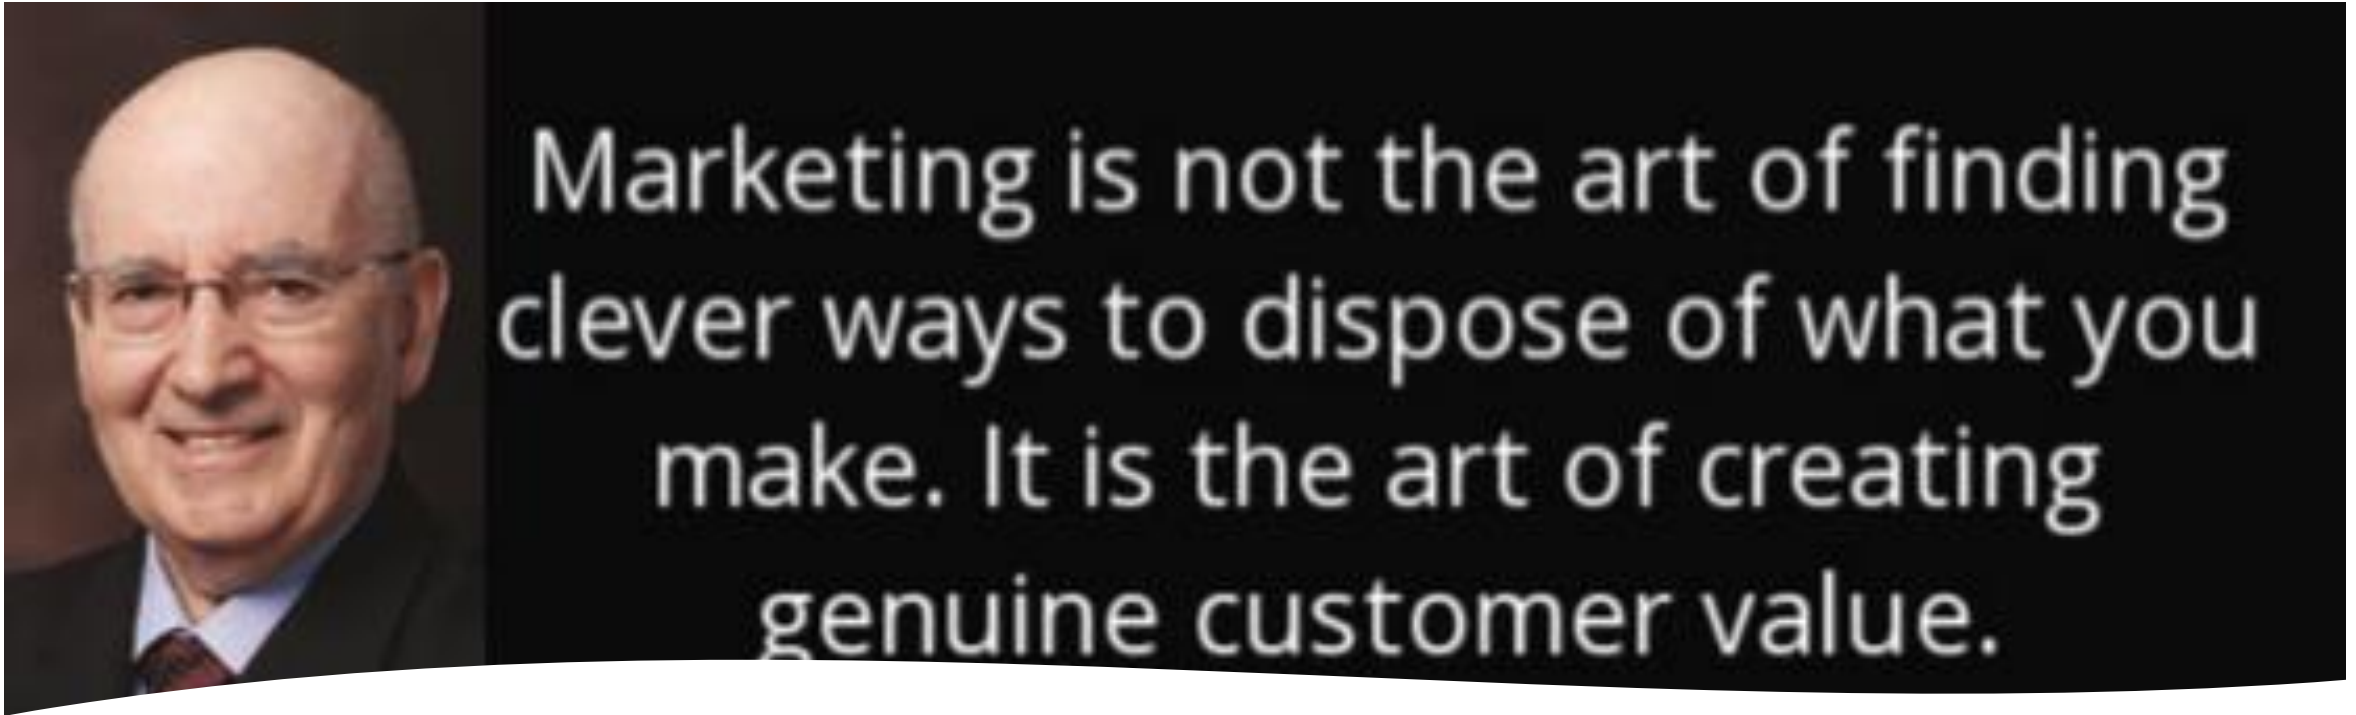 Marketing is not the art of finding
clever ways to dispose of what you
make. It is the art of creating
genuine customer value.